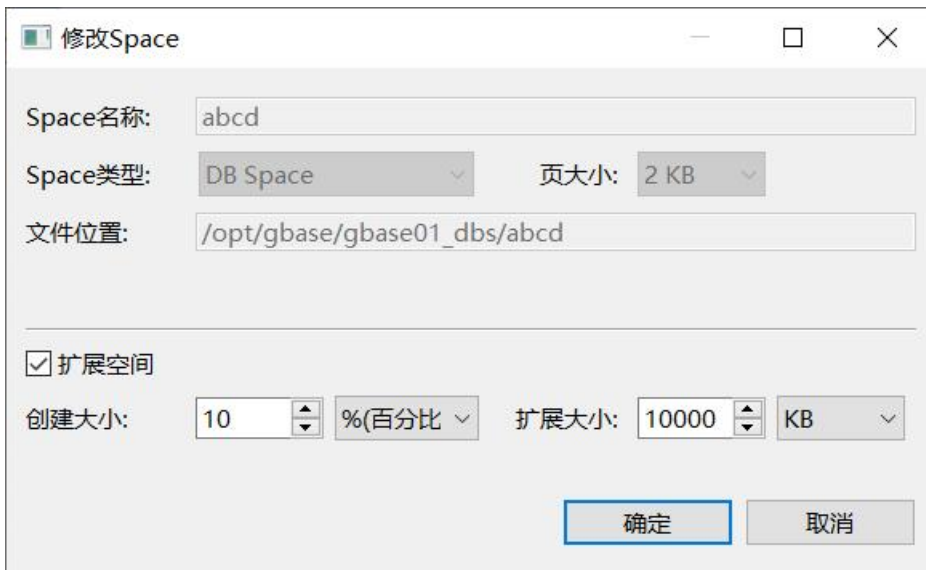 修改Space
Space名称: abcd
Space类型: DB Space 页大小: 2 KB
文件位置: /opt/gbase/gbase01_dbs/abcd
扩展空间
创建大小: 10 %(百分比 扩展大小: 10000 KB
确定 取消